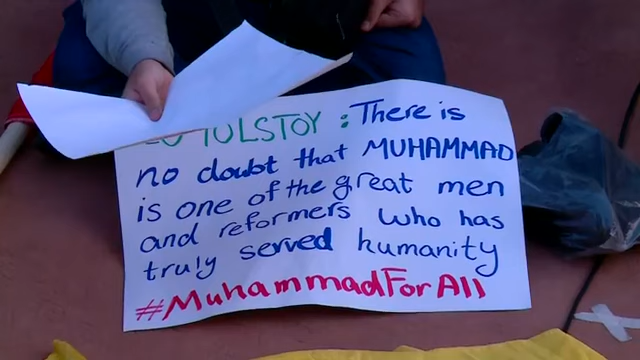 TOLSTOY : There is
no doubt that MUHAMMAD
is one of the great men
and reformers who has
truly served humanity
#MuhammadForAll